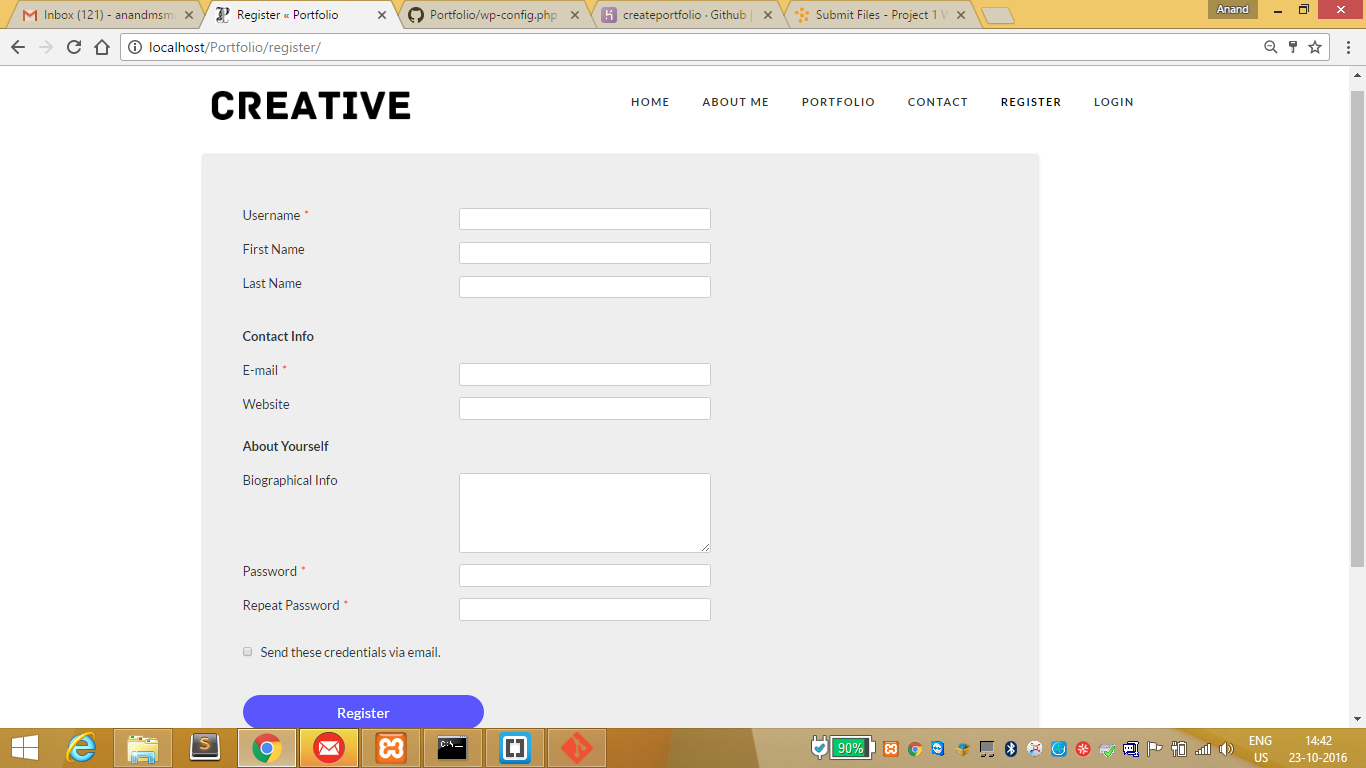 Inbox (121) - anandmsm
Register « Portfolio
Portfolio/wp-config.php
createportfolio · Github |
Submit Files - Project 1 W
Anand
localhost/Portfolio/register/
CREATIVE
HOME ABOUT ME PORTFOLIO CONTACT REGISTER LOGIN
Username *
First Name
Last Name
Contact Info
E-mail *
Website
About Yourself
Biographical Info
Password *
Repeat Password *
Send these credentials via email.
Register
90%
ENG
US
14:42
23-10-2016